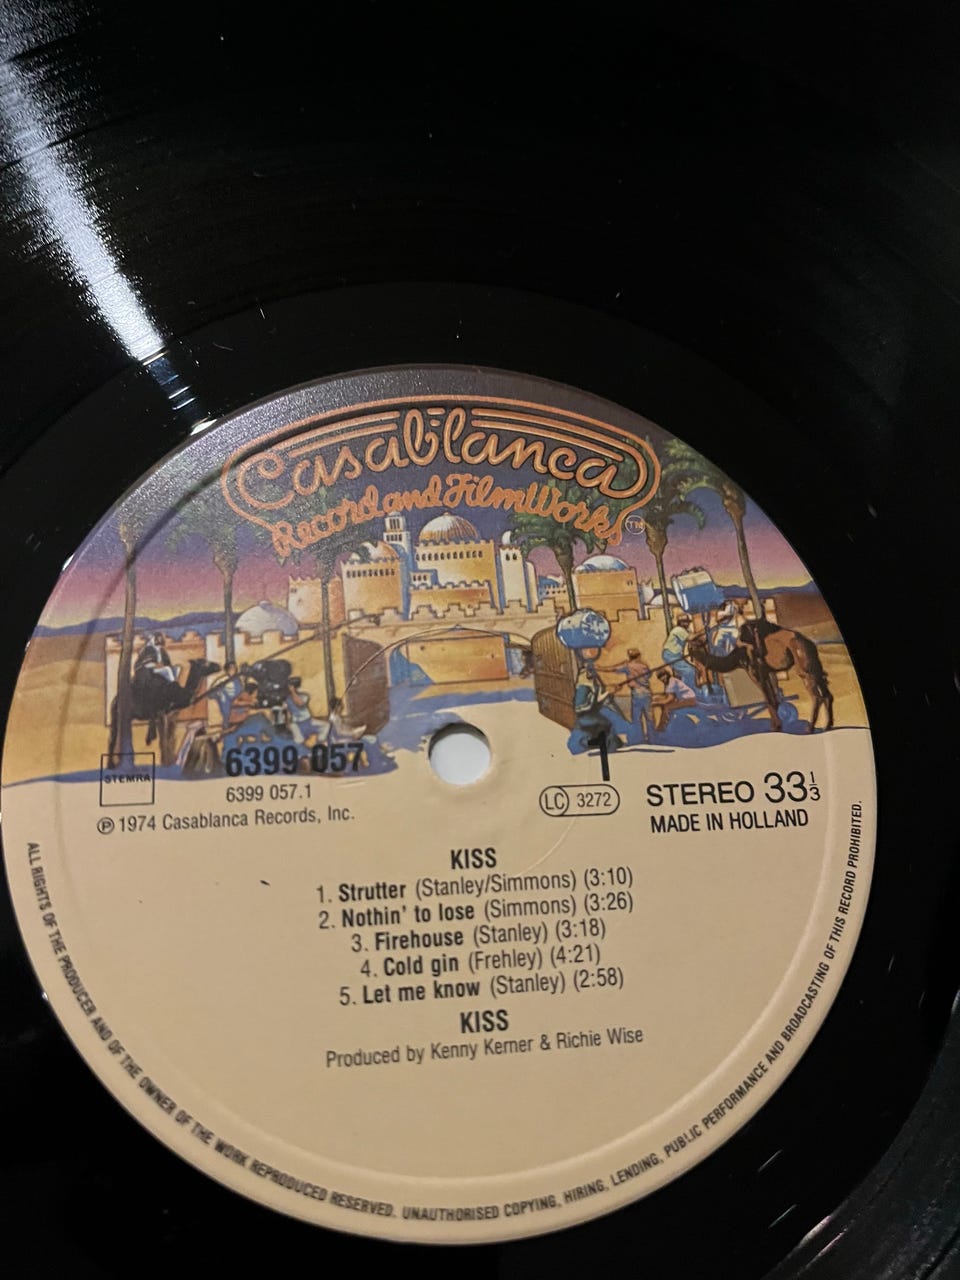 Casablanca
Record and FilmWorks TM
STEMRA
6399 057
6399 057.1
℗ 1974 Casablanca Records, Inc.
1
LC 3272
STEREO 33 1/3
MADE IN HOLLAND
KISS
1. Strutter (Stanley/Simmons) (3:10)
2. Nothin' to lose (Simmons) (3:26)
3. Firehouse (Stanley) (3:18)
4. Cold gin (Frehley) (4:21)
5. Let me know (Stanley) (2:58)
KISS
Produced by Kenny Kerner & Richie Wise
ALL RIGHTS OF THE PRODUCER AND OF THE OWNER OF THE WORK REPRODUCED RESERVED. UNAUTHORISED COPYING, HIRING, LENDING, PUBLIC PERFORMANCE AND BROADCASTING OF THIS RECORD PROHIBITED.